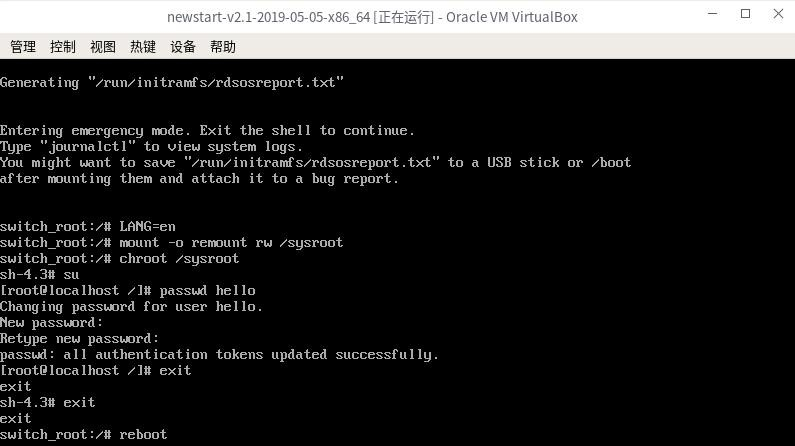 newstart-v2.1-2019-05-05-x86_64 [正在运行] - Oracle VM VirtualBox
管理 控制 视图 热键 设备 帮助
Generating "/run/initramfs/rdsosreport.txt"
Entering emergency mode. Exit the shell to continue.
Type "journalctl" to view system logs.
You might want to save "/run/initramfs/rdsosreport.txt" to a USB stick or /boot
after mounting them and attach it to a bug report.
switch_root:/# LANG=en
switch_root:/# mount -o remount rw /sysroot
switch_root:/# chroot /sysroot
sh-4.3# su
[root@localhost /]# passwd hello
Changing password for user hello.
New password:
Retype new password:
passwd: all authentication tokens updated successfully.
[root@localhost /]# exit
exit
sh-4.3# exit
exit
switch_root:/# reboot